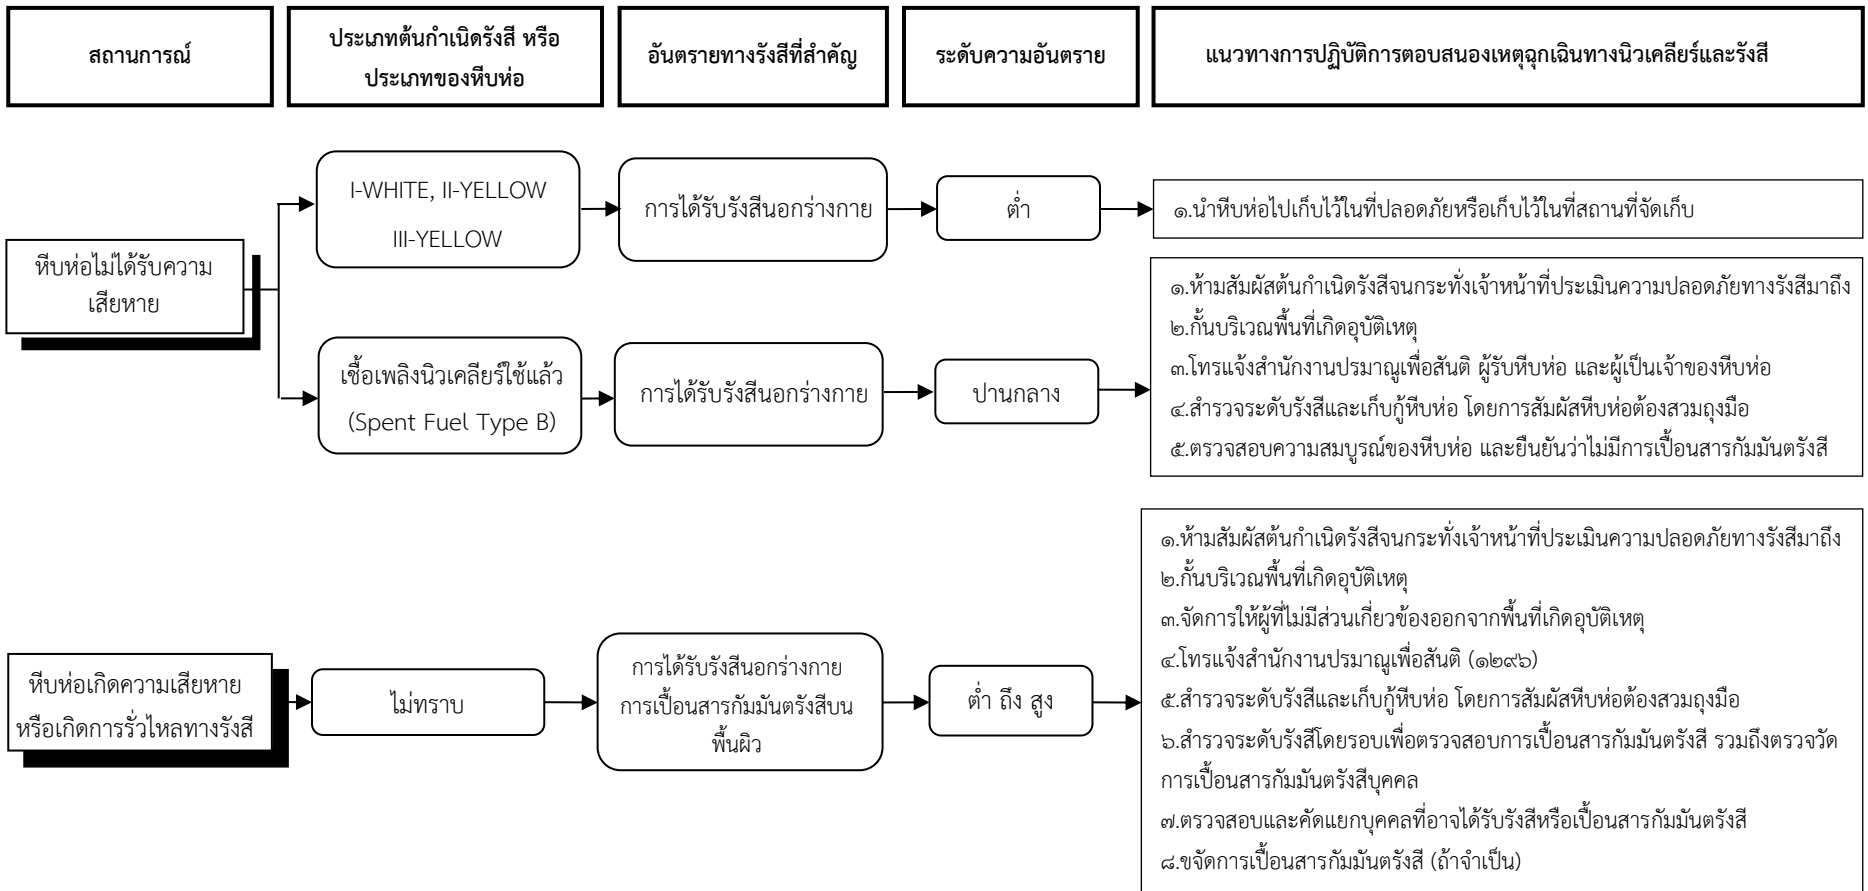 สถานการณ์
ประเภทต้นกำเนิดรังสี หรือ
ประเภทของหีบห่อ
อันตรายทางรังสีที่สำคัญ
ระดับความอันตราย
แนวทางการปฏิบัติการตอบสนองเหตุฉุกเฉินทางนิวเคลียร์และรังสี
หีบห่อไม่ได้รับความ
เสียหาย
I-WHITE, II-YELLOW
III-YELLOW
การได้รับรังสีนอกร่างกาย
ต่ำ
๑.นำหีบห่อไปเก็บไว้ในที่ปลอดภัยหรือเก็บไว้ในที่สถานที่จัดเก็บ
เชื้อเพลิงนิวเคลียร์ใช้แล้ว
(Spent Fuel Type B)
การได้รับรังสีนอกร่างกาย
ปานกลาง
๑.ห้ามสัมผัสต้นกำเนิดรังสีจนกระทั่งเจ้าหน้าที่ประเมินความปลอดภัยทางรังสีมาถึง
๒.กั้นบริเวณพื้นที่เกิดอุบัติเหตุ
๓.โทรแจ้งสำนักงานปรมาณูเพื่อสันติ ผู้รับหีบห่อ และผู้เป็นเจ้าของหีบห่อ
๔.สำรวจระดับรังสีและเก็บกู้หีบห่อ โดยการสัมผัสหีบห่อต้องสวมถุงมือ
๕.ตรวจสอบความสมบูรณ์ของหีบห่อ และยืนยันว่าไม่มีการเปื้อนสารกัมมันตรังสี
หีบห่อเกิดความเสียหาย
หรือเกิดการรั่วไหลทางรังสี
ไม่ทราบ
การได้รับรังสีนอกร่างกาย
การเปื้อนสารกัมมันตรังสีบน
พื้นผิว
ต่ำ ถึง สูง
๑.ห้ามสัมผัสต้นกำเนิดรังสีจนกระทั่งเจ้าหน้าที่ประเมินความปลอดภัยทางรังสีมาถึง
๒.กั้นบริเวณพื้นที่เกิดอุบัติเหตุ
๓.จัดการให้ผู้ที่ไม่มีส่วนเกี่ยวข้องออกจากพื้นที่เกิดอุบัติเหตุ
๔.โทรแจ้งสำนักงานปรมาณูเพื่อสันติ (๑๒๙๖)
๕.สำรวจระดับรังสีและเก็บกู้หีบห่อ โดยการสัมผัสหีบห่อต้องสวมถุงมือ
๖.สำรวจระดับรังสีโดยรอบเพื่อตรวจสอบการเปื้อนสารกัมมันตรังสี รวมถึงตรวจวัด
การเปื้อนสารกัมมันตรังสีบุคคล
๗.ตรวจสอบและคัดแยกบุคคลที่อาจได้รับรังสีหรือเปื้อนสารกัมมันตรังสี
๘.ขจัดการเปื้อนสารกัมมันตรังสี (ถ้าจำเป็น)